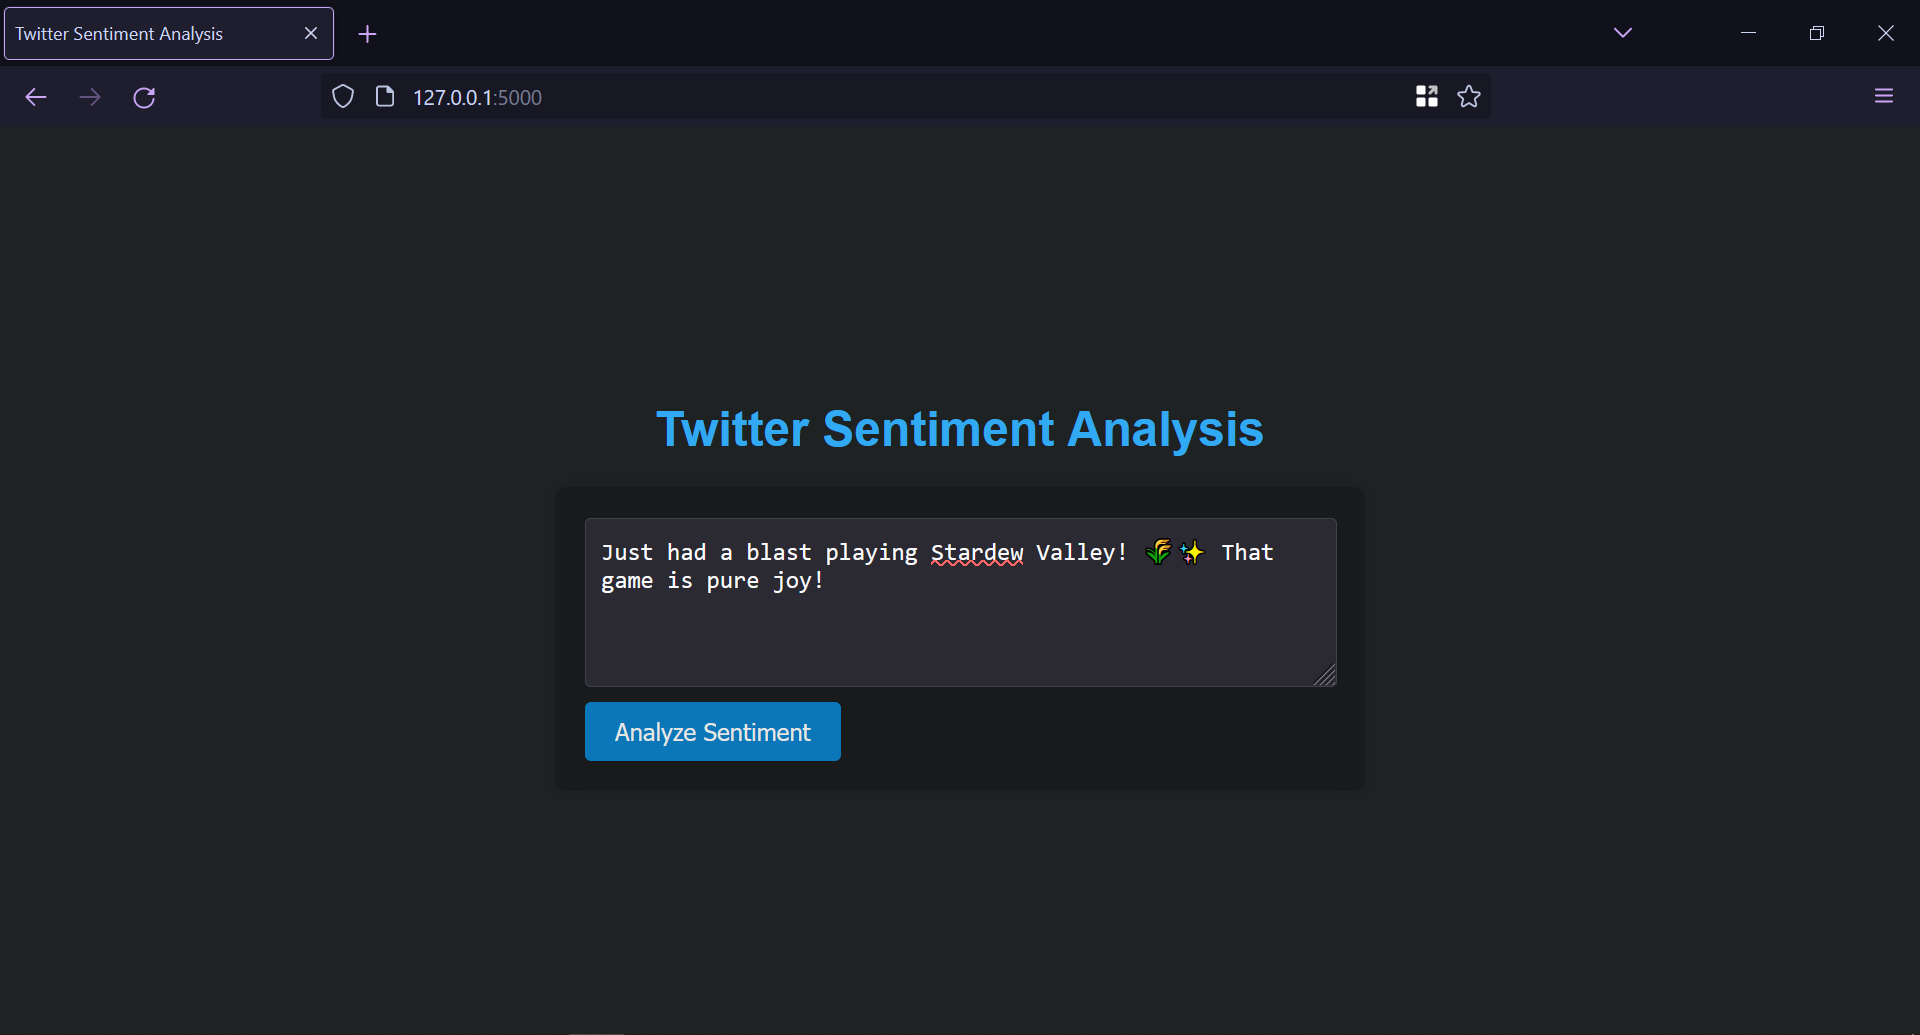 Twitter Sentiment Analysis
127.0.0.1:5000
Twitter Sentiment Analysis
Just had a blast playing Stardew Valley! 🌾✨ That
game is pure joy!
Analyze Sentiment